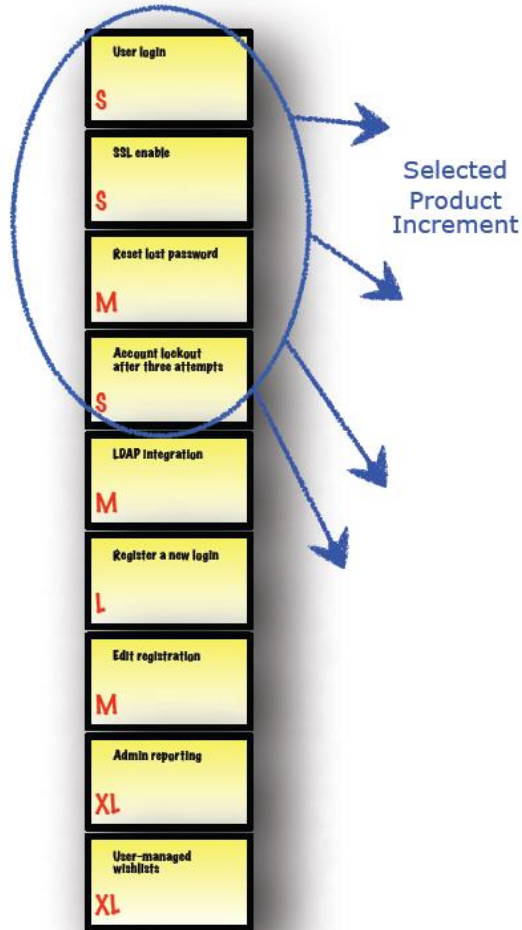 User login
S
SSL enable
S
Selected
Product
Increment
Reset lost password
M
Account lockout
after three attempts
S
LDAP integration
M
Register a new login
L
Edit registration
M
Admin reporting
XL
User-managed
wishlists
XL